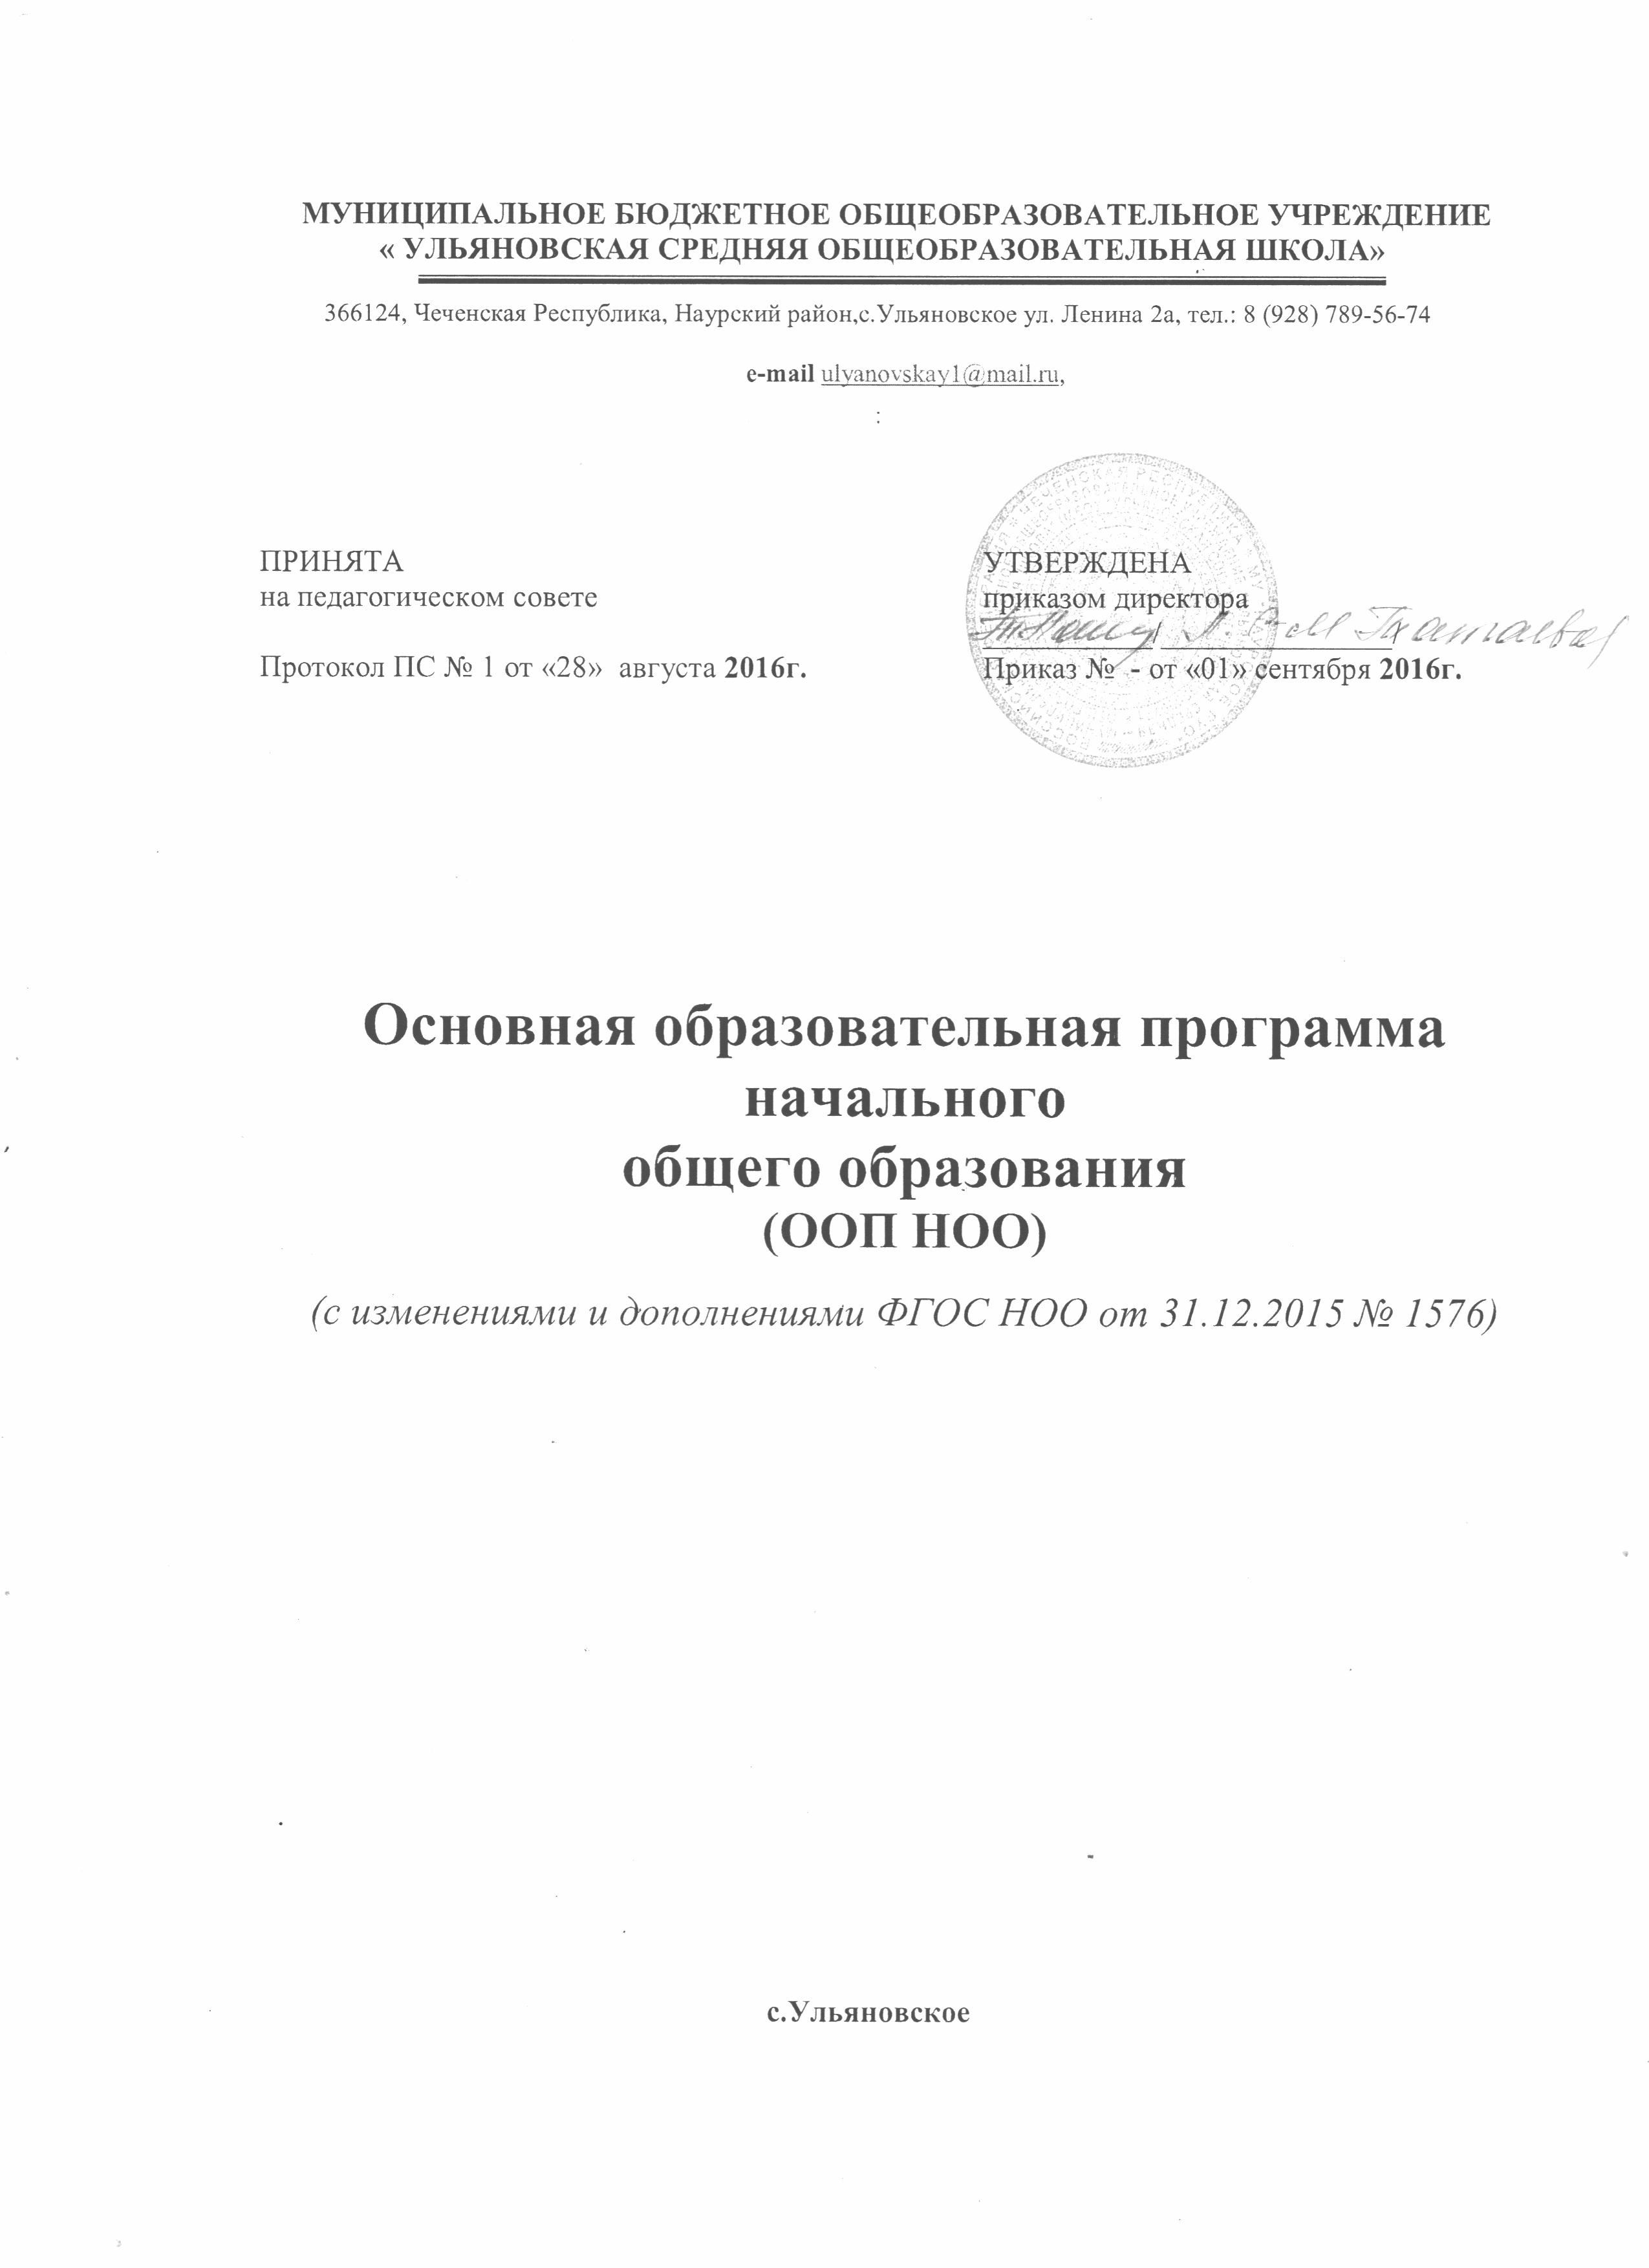 МУНИЦИПАЛЬНОЕ БЮДЖЕТНОЕ ОБЩЕОБРАЗОВАТЕЛЬНОЕ УЧРЕЖДЕНИЕ
« УЛЬЯНОВСКАЯ СРЕДНЯЯ ОБЩЕОБРАЗОВАТЕЛЬНАЯ ШКОЛА»
366124, Чеченская Республика, Наурский район,с.Ульяновское ул. Ленина 2а, тел.: 8 (928) 789-56-74
e-mail ulyanovskay1@mail.ru,
:
ПРИНЯТА
на педагогическом совете
Протокол ПС № 1 от «28» августа 2016г.
УТВЕРЖДЕНА
приказом директора
Приказ № - от «01» сентября 2016г.
ЧЕЧЕНСКАЯ РЕСПУБЛИКА
Основная образовательная программа
начального
общего образования
(ООП НОО)
(с изменениями и дополнениями ФГОС НОО от 31.12.2015 № 1576)
с.Ульяновское